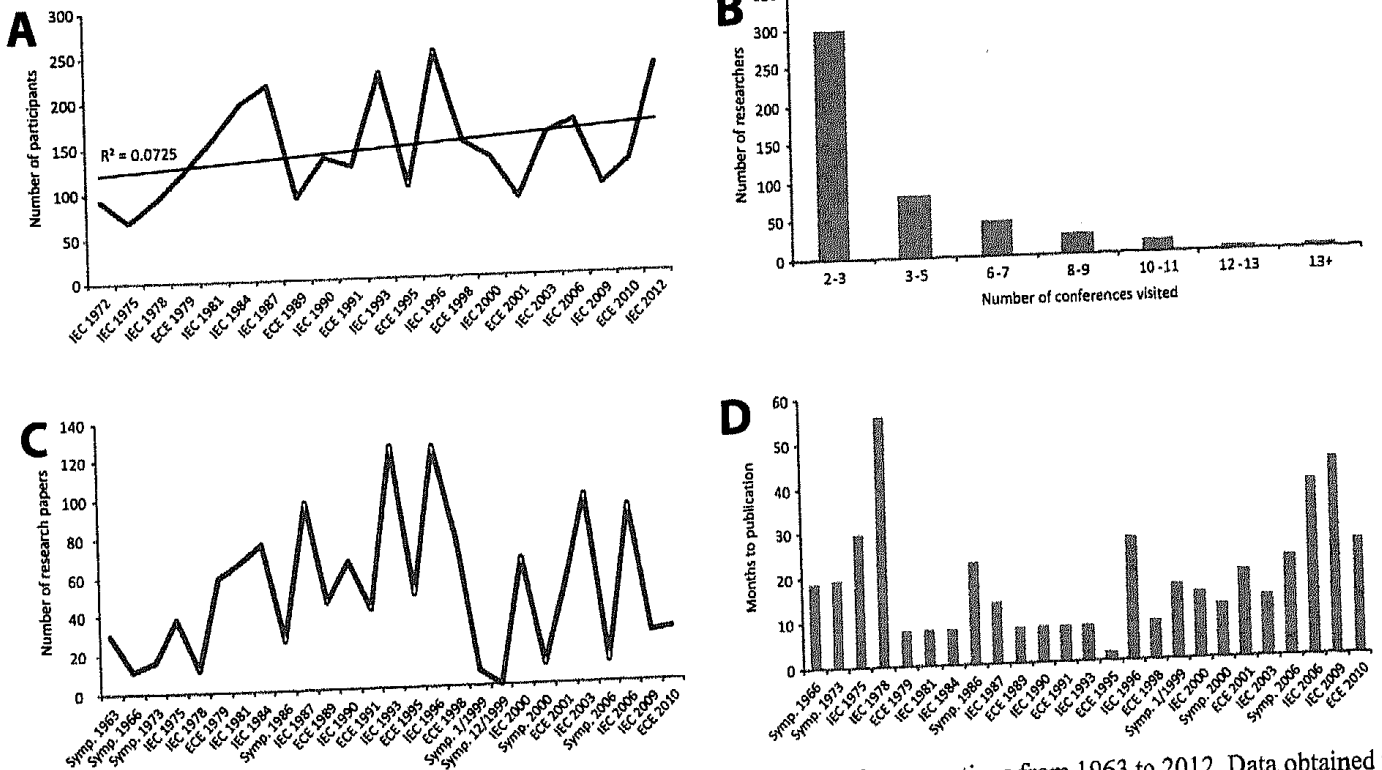 A
300
250
200
150
100
50
0
Number of participants
R² = 0.0725
IEC 1972
IEC 1975
IEC 1978
ECE 1979
IEC 1981
IEC 1984
IEC 1987
ECE 1989
IEC 1990
ECE 1991
IEC 1993
ECE 1995
IEC 1996
ECE 1998
IEC 2000
ECE 2001
IEC 2003
IEC 2006
IEC 2009
ECE 2010
IEC 2012
B
300
250
200
150
100
50
0
Number of researchers
2-3
3-5
6-7
8-9
10-11
12-13
13+
Number of conferences visited
C
140
120
100
80
60
40
20
0
Number of research papers
Symp. 1963
Symp. 1966
Symp. 1973
IEC 1975
IEC 1978
ECE 1979
IEC 1981
IEC 1984
Symp. 1986
IEC 1987
ECE 1989
IEC 1990
ECE 1991
IEC 1993
ECE 1995
IEC 1996
ECE 1998
Symp. 1/1999
Symp. 12/1999
IEC 2000
Symp. 2000
ECE 2001
IEC 2003
Symp. 2006
IEC 2006
IEC 2009
ECE 2010
D
60
50
40
30
20
10
0
Months to publication
Symp. 1966
Symp. 1973
IEC 1975
IEC 1978
ECE 1979
IEC 1981
IEC 1984
Symp. 1986
IEC 1987
ECE 1989
IEC 1990
ECE 1991
IEC 1993
ECE 1995
IEC 1996
ECE 1998
Symp. 1/1999
IEC 2000
Symp. 2000
ECE 2001
IEC 2003
Symp. 2006
IEC 2006
IEC 2009
ECE 2010
from 1963 to 2012. Data obtained